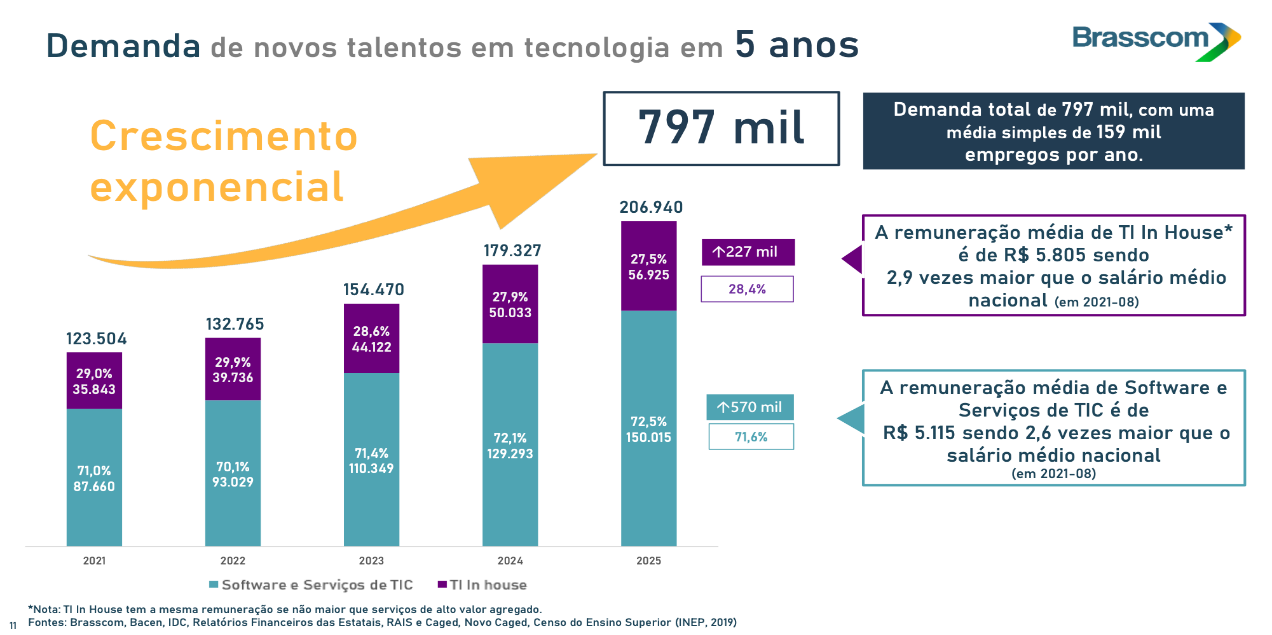 Demanda de novos talentos em tecnologia em 5 anos
Brasscom
Crescimento
exponencial
797 mil
Demanda total de 797 mil, com uma
média simples de 159 mil
empregos por ano.
123.504
29,0%
35.843
71,0%
87.660
132.765
29,9%
39.736
70,1%
93.029
154.470
28,6%
44.122
71,4%
110.349
179.327
27,9%
50.033
72,1%
129.293
206.940
27,5%
56.925
72,5%
150.015
↑227 mil
28,4%
↑570 mil
71,6%
A remuneração média de TI In House*
é de R$ 5.805 sendo
2,9 vezes maior que o salário médio
nacional (em 2021-08)
A remuneração média de Software e
Serviços de TIC é de
R$ 5.115 sendo 2,6 vezes maior que o
salário médio nacional
(em 2021-08)
2021
2022
2023
2024
2025
Software e Serviços de TIC
TI In house
*Nota: TI In House tem a mesma remuneração se não maior que serviços de alto valor agregado.
11 Fontes: Brasscom, Bacen, IDC, Relatórios Financeiros das Estatais, RAIS e Caged, Novo Caged, Censo do Ensino Superior (INEP, 2019)